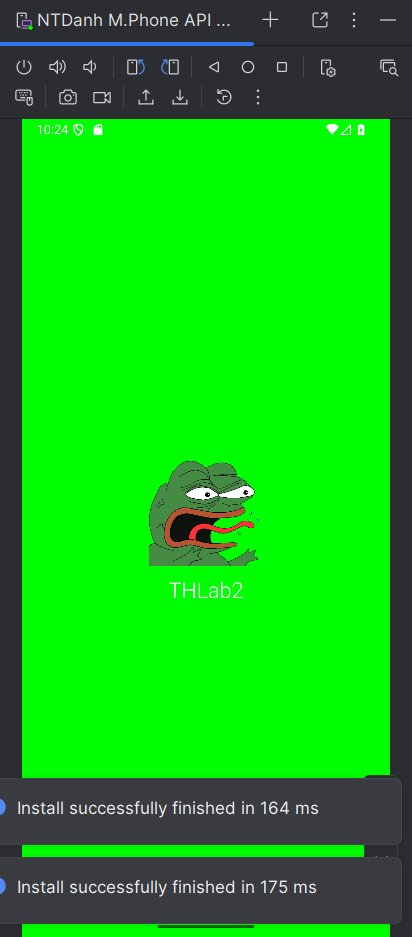 NTDanh M.Phone API ...
10:24
THLab2
Install successfully finished in 164 ms
Install successfully finished in 175 ms